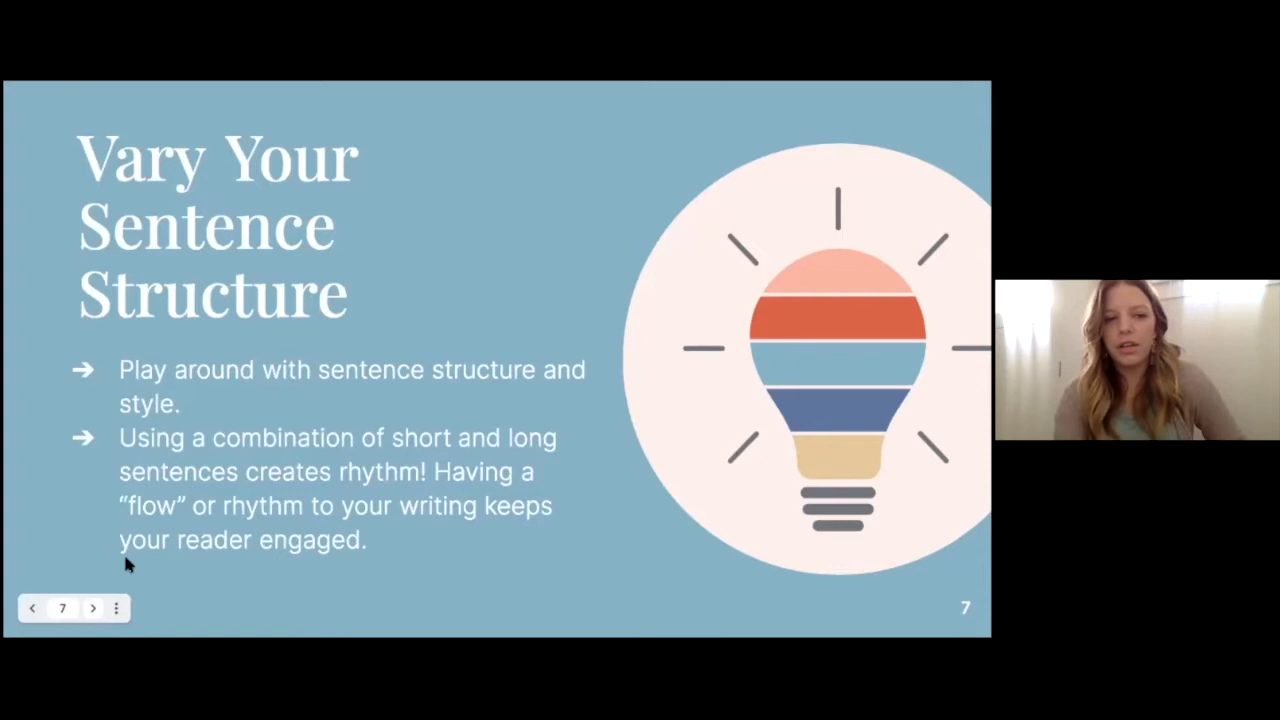 Vary Your
Sentence
Structure
➔ Play around with sentence structure and
style.
➔ Using a combination of short and long
sentences creates rhythm! Having a
“flow” or rhythm to your writing keeps
your reader engaged.
7
7